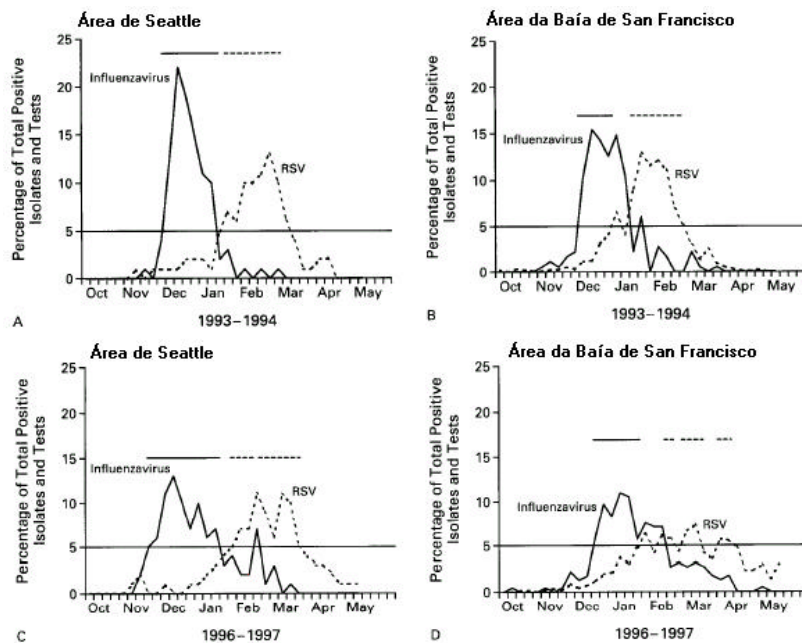 Área de Seattle
Percentage of Total Positive
Isolates and Tests
25
20
15
10
5
0
Influenzavirus
RSV
Oct Nov Dec Jan Feb Mar Apr May
A
1993–1994
Área da Baía de San Francisco
Percentage of Total Positive
Isolates and Tests
25
20
15
10
5
0
Influenzavirus
RSV
Oct Nov Dec Jan Feb Mar Apr May
B
1993–1994
Área de Seattle
Percentage of Total Positive
Isolates and Tests
25
20
15
10
5
0
Influenzavirus
RSV
Oct Nov Dec Jan Feb Mar Apr May
C
1996–1997
Área da Baía de San Francisco
Percentage of Total Positive
Isolates and Tests
25
20
15
10
5
0
Influenzavirus
RSV
Oct Nov Dec Jan Feb Mar Apr May
D
1996–1997